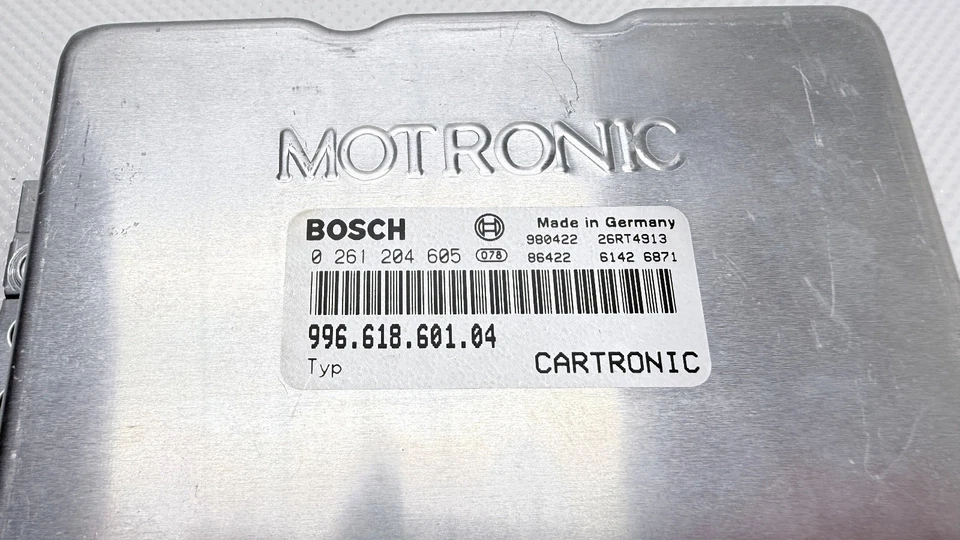 MOTRONIC
BOSCH Made in Germany
980422 26RT4913
0 261 204 605 078 86422 6142 6871
996.618.601.04
Typ CARTRONIC